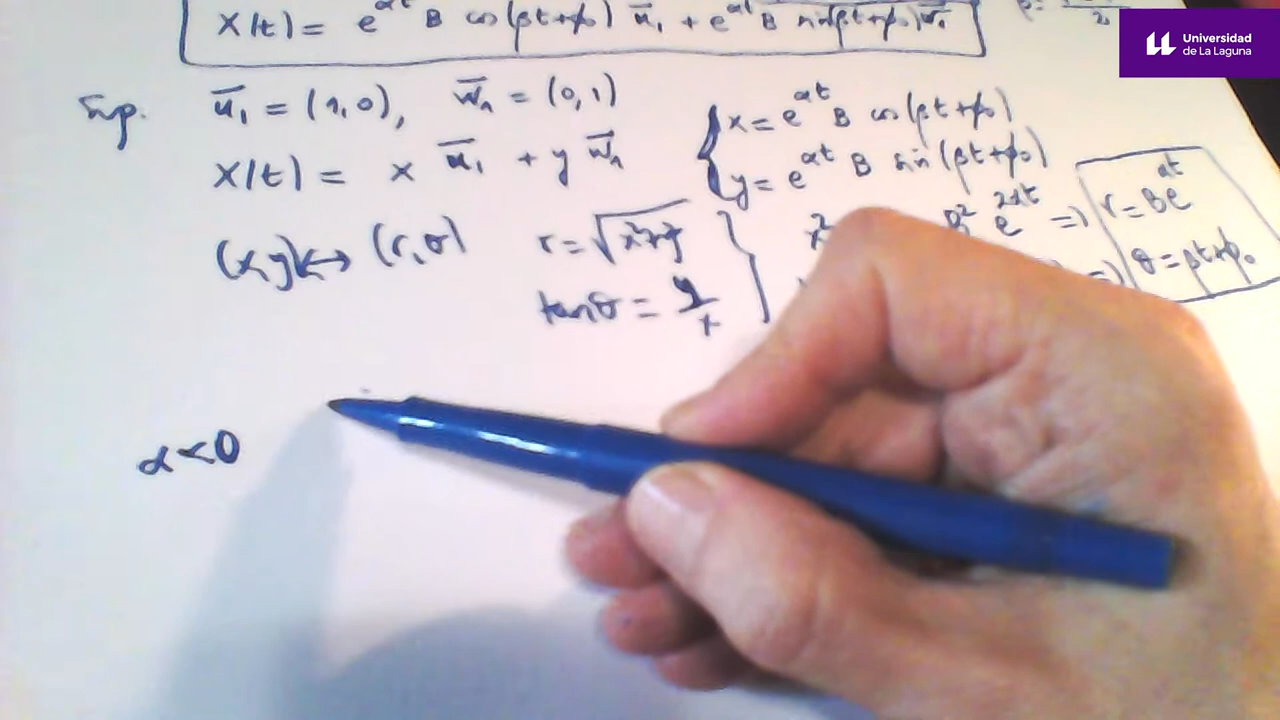 X(t) = e^{αt} B cos(βt+φ₀) ū₁ + e^{αt} B sin(βt+φ₀) w̄₁
Universidad
de La Laguna
Sup. ū₁ = (1,0), w̄₁ = (0,1)
x = e^{αt} B cos(βt+φ₀)
X(t) = x ū₁ + y w̄₁
y = e^{αt} B sin(βt+φ₀)
(x,y) ↔ (r,θ)
r = √x²+y²
x² B² e^{2αt} ⇒ r = Be^{αt}
tanθ = y/x
⇒ θ = βt+φ₀
α<0